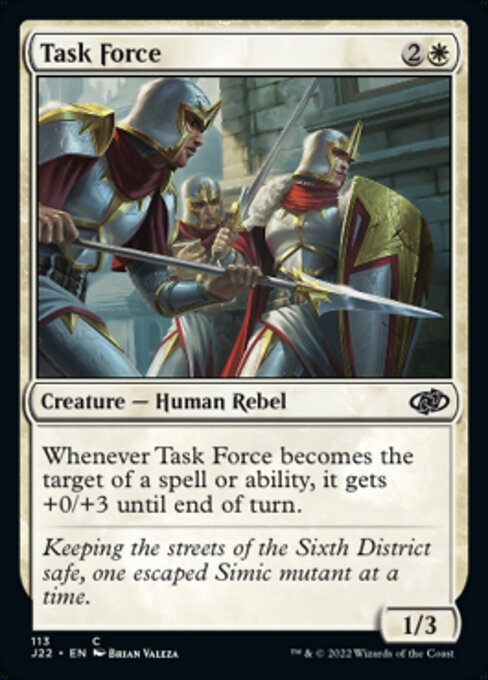 Task Force 2
Creature — Human Rebel
Whenever Task Force becomes the
target of a spell or ability, it gets
+0/+3 until end of turn.
Keeping the streets of the Sixth District
safe, one escaped Simic mutant at a
time.
1/3
113 C
J22 • EN Brian Valeza
™ & © 2022 Wizards of the Coast